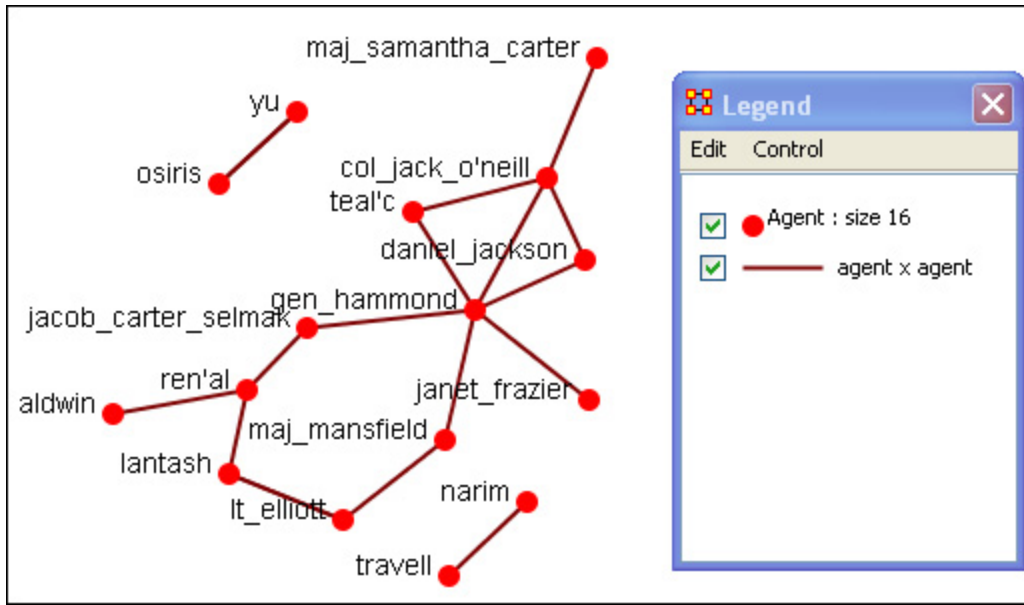 maj_samantha_carter
yu
osiris
col_jack_o'neill
teal'c
daniel_jackson
gen_hammond
jacob_carter_selmak
ren'al
janet_frazier
aldwin
maj_mansfield
lantash
narim
lt_elliott
travell
Legend
Edit Control
Agent : size 16
agent x agent